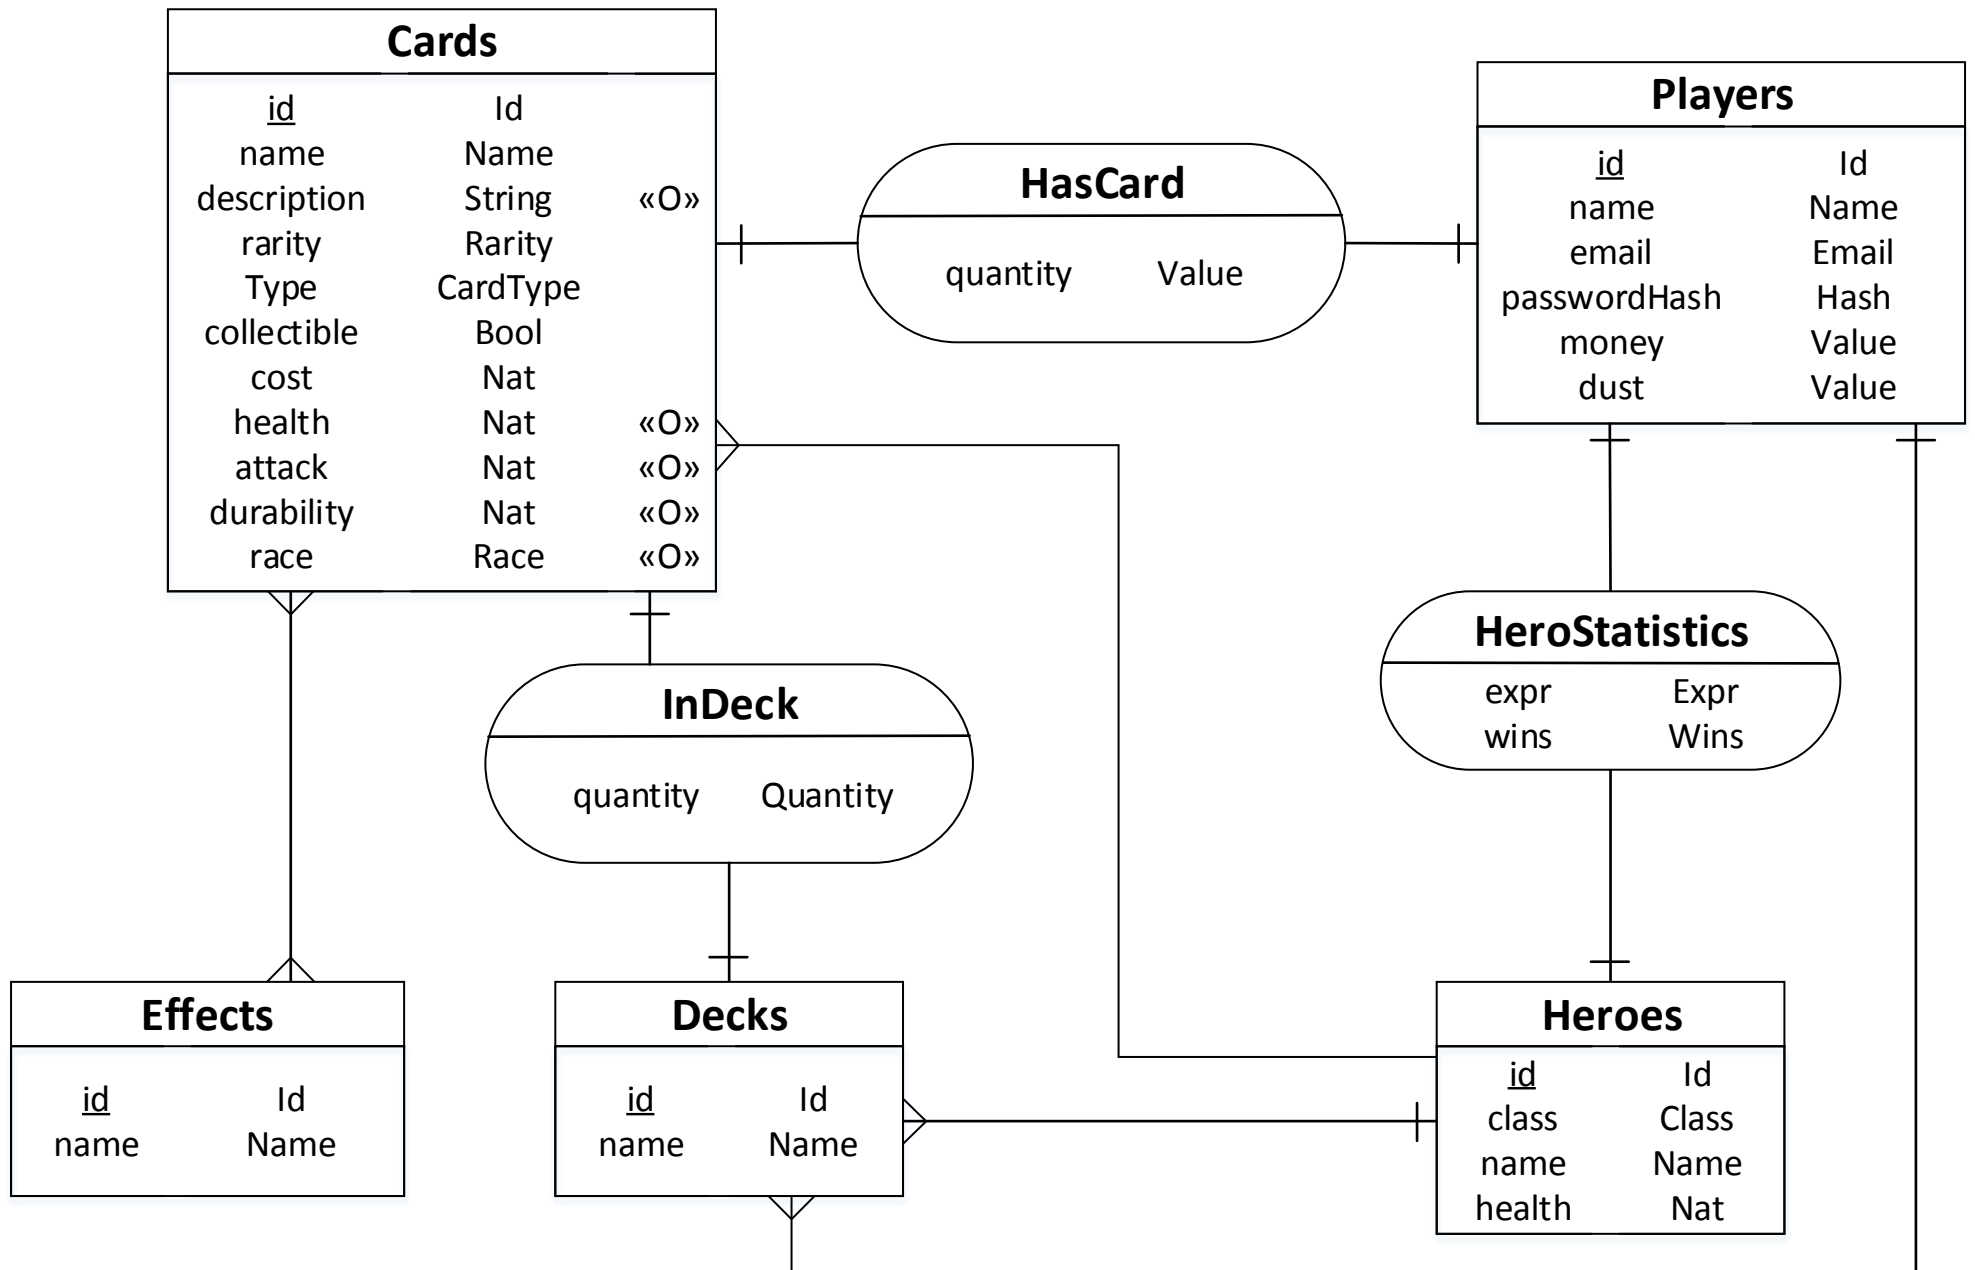 Cards
id Id
name Name
description String «O»
rarity Rarity
Type CardType
collectible Bool
cost Nat
health Nat «O»
attack Nat «O»
durability Nat «O»
race Race «O»
HasCard
quantity Value
Players
id Id
name Name
email Email
passwordHash Hash
money Value
dust Value
InDeck
quantity Quantity
HeroStatistics
expr Expr
wins Wins
Effects
id Id
name Name
Decks
id Id
name Name
Heroes
id Id
class Class
name Name
health Nat